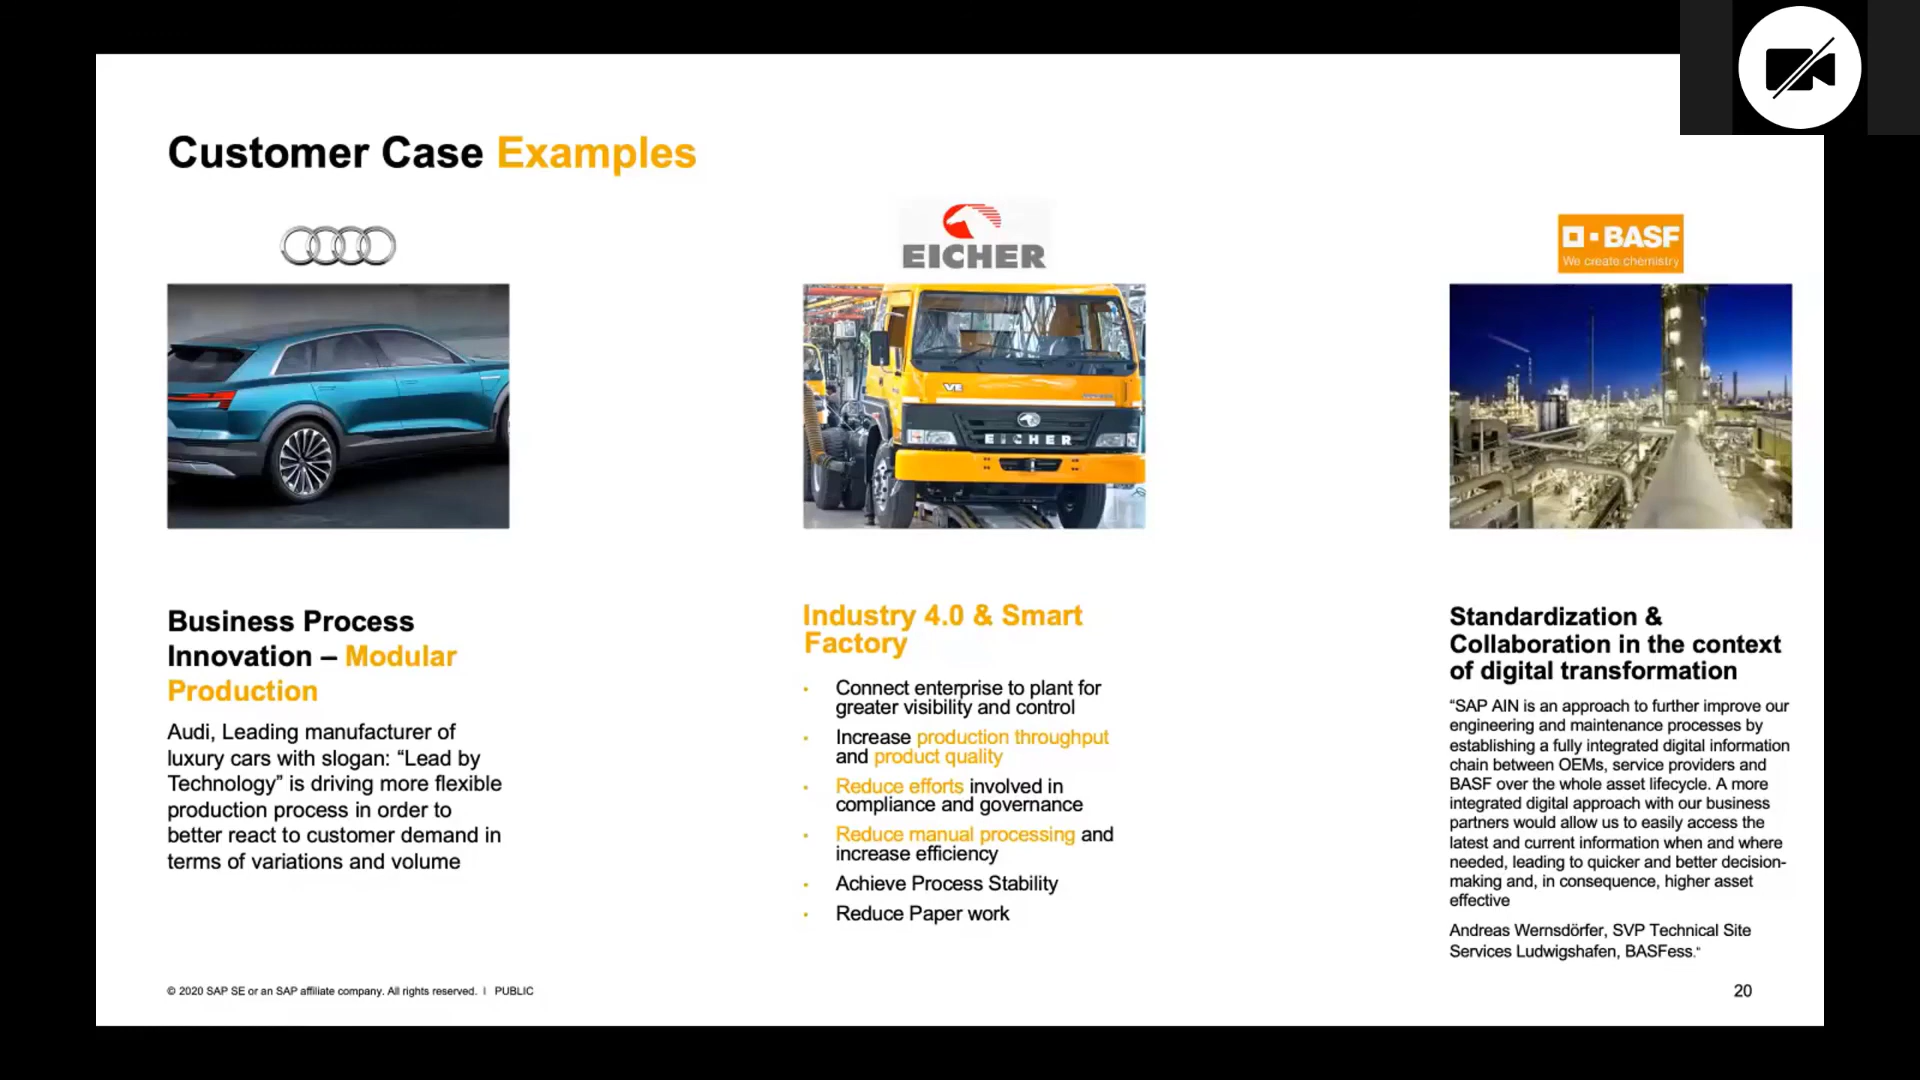 Customer Case Examples
EICHER
BASF
We create chemistry
VE
EICHER
Business Process
Innovation – Modular
Production
Audi, Leading manufacturer of
luxury cars with slogan: “Lead by
Technology” is driving more flexible
production process in order to
better react to customer demand in
terms of variations and volume
Industry 4.0 & Smart
Factory
• Connect enterprise to plant for
greater visibility and control
• Increase production throughput
and product quality
• Reduce efforts involved in
compliance and governance
• Reduce manual processing and
increase efficiency
• Achieve Process Stability
• Reduce Paper work
Standardization &
Collaboration in the context
of digital transformation
“SAP AIN is an approach to further improve our
engineering and maintenance processes by
establishing a fully integrated digital information
chain between OEMs, service providers and
BASF over the whole asset lifecycle. A more
integrated digital approach with our business
partners would allow us to easily access the
latest and current information when and where
needed, leading to quicker and better decision-
making and, in consequence, higher asset
effective
Andreas Wernsdörfer, SVP Technical Site
Services Ludwigshafen, BASFess.“
© 2020 SAP SE or an SAP affiliate company. All rights reserved. I PUBLIC
20